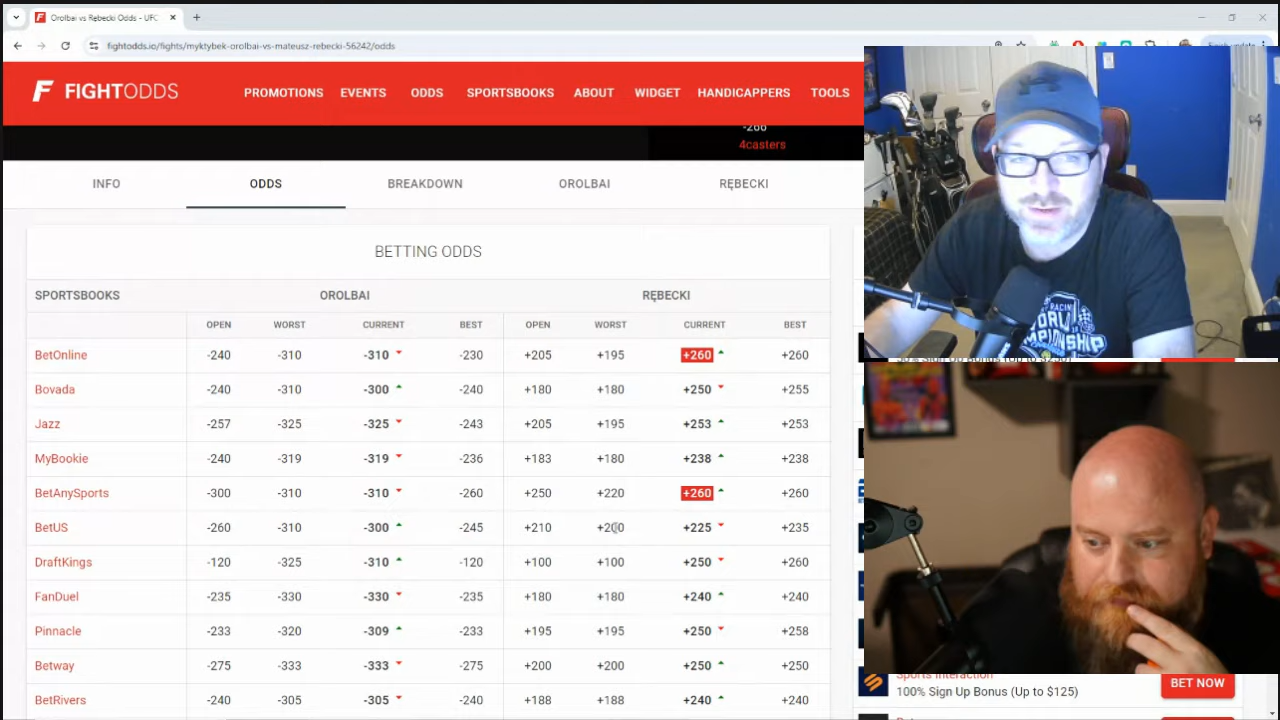 Orolbai vs Rębecki Odds - UFC
fightodds.io/fights/myktybek-orolbai-vs-mateusz-rebecki-56242/odds
FIGHTODDS
PROMOTIONS EVENTS ODDS SPORTSBOOKS ABOUT WIDGET HANDICAPPERS TOOLS
-266
4casters
INFO ODDS BREAKDOWN OROLBAI RĘBECKI
BETTING ODDS
SPORTSBOOKS OROLBAI RĘBECKI
OPEN WORST CURRENT BEST OPEN WORST CURRENT BEST
BetOnline -240 -310 -310 -230 +205 +195 +260 +260
Bovada -240 -310 -300 -240 +180 +180 +250 +255
Jazz -257 -325 -325 -243 +205 +195 +253 +253
MyBookie -240 -319 -319 -236 +183 +180 +238 +238
BetAnySports -300 -310 -310 -260 +250 +220 +260 +260
BetUS -260 -310 -300 -245 +210 +200 +225 +235
DraftKings -120 -325 -310 -120 +100 +100 +250 +260
FanDuel -235 -330 -330 -235 +180 +180 +240 +240
Pinnacle -233 -320 -309 -233 +195 +195 +250 +258
Betway -275 -333 -333 -275 +200 +200 +250 +250
BetRivers -240 -305 -305 -240 +188 +188 +240 +240
RACING
WORLD
CHAMPIONSHIP
Sports Interaction
100% Sign Up Bonus (Up to $125)
BET NOW